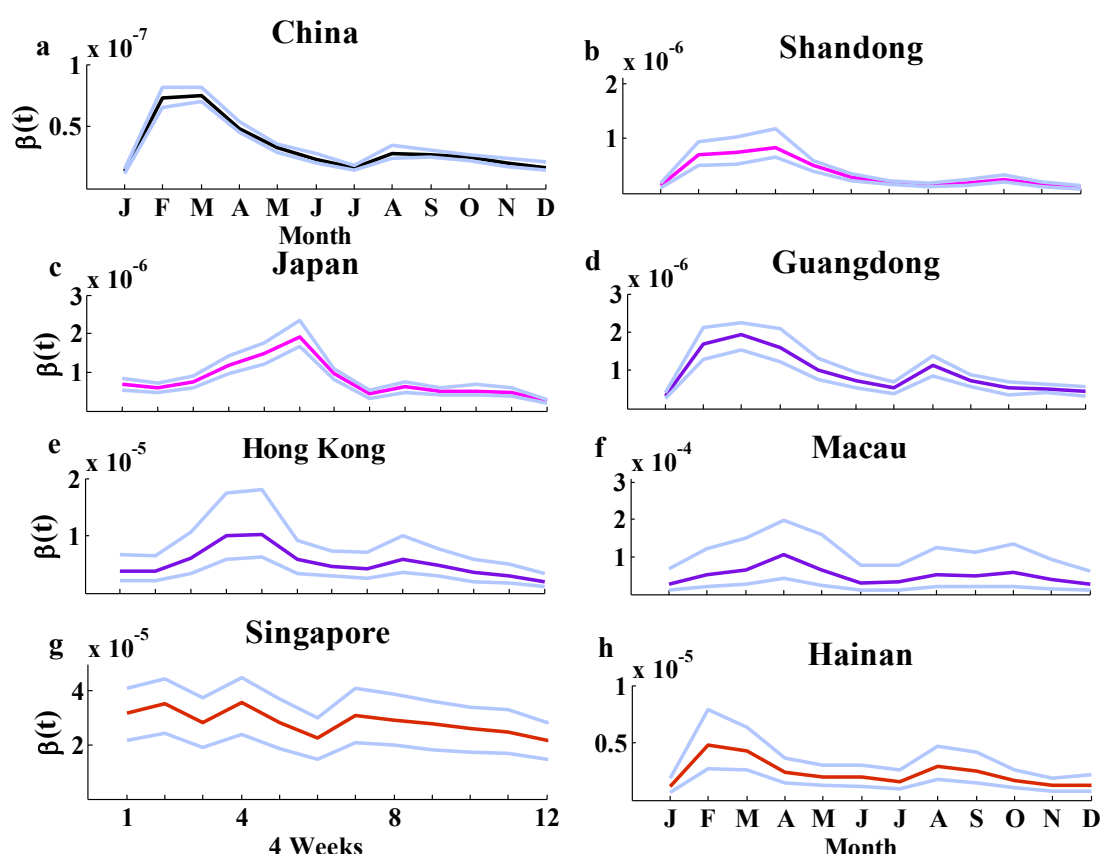 a x 10-7 China
1
0.5
β(t)
J F M A M J J A S O N D
Month
b x 10-6 Shandong
2
1
c x 10-6 Japan
3
2
1
β(t)
d x 10-6 Guangdong
3
2
1
e x 10-5 Hong Kong
2
1
β(t)
f x 10-4 Macau
3
2
1
g x 10-5 Singapore
4
2
β(t)
1 4 8 12
4 Weeks
h x 10-5 Hainan
1
0.5
J F M A M J J A S O N D
Month